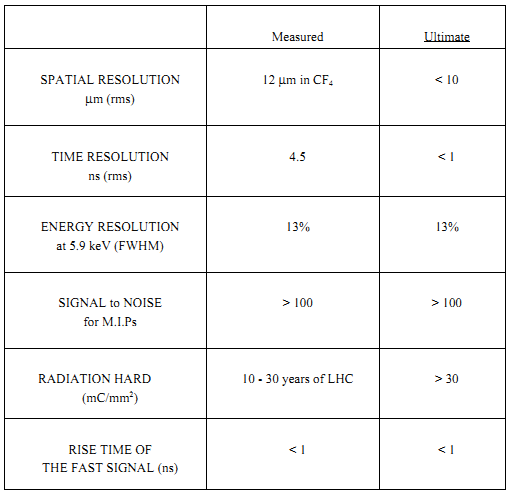 Measured Ultimate
SPATIAL RESOLUTION 12 µm in CF₄ < 10
µm (rms)
TIME RESOLUTION 4.5 < 1
ns (rms)
ENERGY RESOLUTION 13% 13%
at 5.9 keV (FWHM)
SIGNAL to NOISE > 100 > 100
for M.I.Ps
RADIATION HARD 10 - 30 years of LHC > 30
(mC/mm²)
RISE TIME OF < 1 < 1
THE FAST SIGNAL (ns)